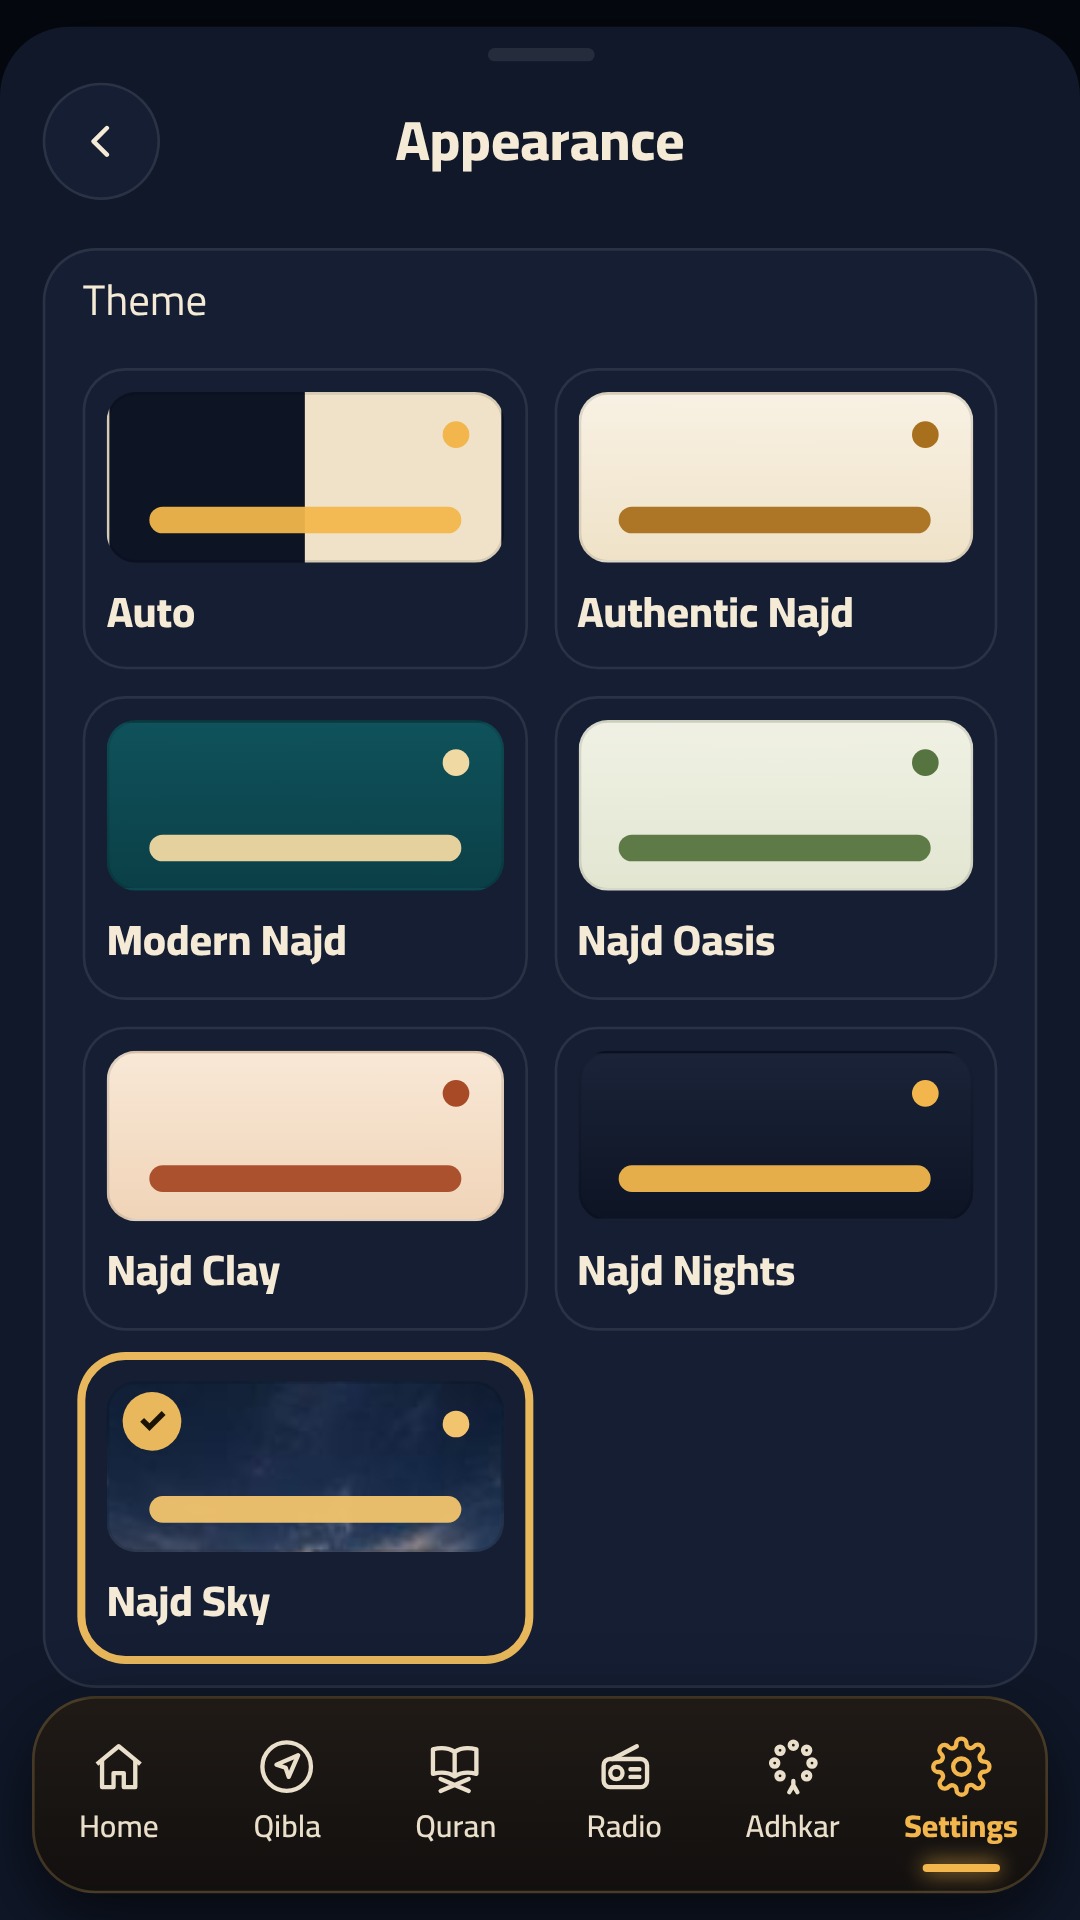 Appearance
Theme
Auto
Authentic Najd
Modern Najd
Najd Oasis
Najd Clay
Najd Nights
Najd Sky
Home
Qibla
Quran
Radio
Adhkar
Settings